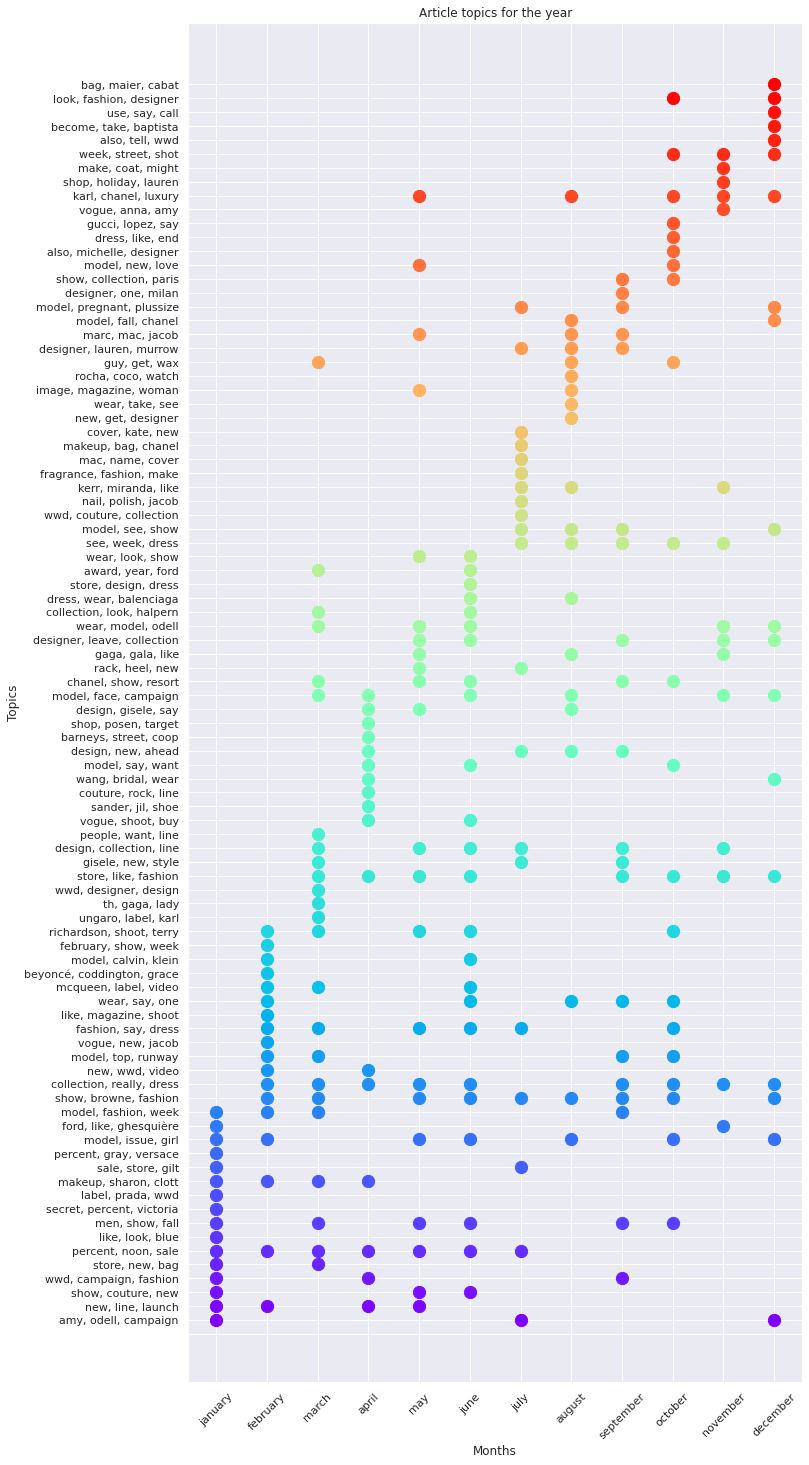 Article topics for the year
bag, maier, cabat
look, fashion, designer
use, say, call
become, take, baptista
also, tell, wwd
week, street, shot
make, coat, might
shop, holiday, lauren
karl, chanel, luxury
vogue, anna, amy
gucci, lopez, say
dress, like, end
also, michelle, designer
model, new, love
show, collection, paris
designer, one, milan
model, pregnant, plussize
model, fall, chanel
marc, mac, jacob
designer, lauren, murrow
guy, get, wax
rocha, coco, watch
image, magazine, woman
wear, take, see
new, get, designer
cover, kate, new
makeup, bag, chanel
mac, name, cover
fragrance, fashion, make
kerr, miranda, like
nail, polish, jacob
wwd, couture, collection
model, see, show
see, week, dress
wear, look, show
award, year, ford
store, design, dress
dress, wear, balenciaga
collection, look, halpern
wear, model, odell
designer, leave, collection
gaga, gala, like
rack, heel, new
chanel, show, resort
model, face, campaign
design, gisele, say
shop, posen, target
barneys, street, coop
design, new, ahead
model, say, want
wang, bridal, wear
couture, rock, line
sander, jil, shoe
vogue, shoot, buy
people, want, line
design, collection, line
gisele, new, style
store, like, fashion
wwd, designer, design
th, gaga, lady
ungaro, label, karl
richardson, shoot, terry
february, show, week
model, calvin, klein
beyoncé, coddington, grace
mcqueen, label, video
wear, say, one
like, magazine, shoot
fashion, say, dress
vogue, new, jacob
model, top, runway
new, wwd, video
collection, really, dress
show, browne, fashion
model, fashion, week
ford, like, ghesquière
model, issue, girl
percent, gray, versace
sale, store, gilt
makeup, sharon, clott
label, prada, wwd
secret, percent, victoria
men, show, fall
like, look, blue
percent, noon, sale
store, new, bag
wwd, campaign, fashion
show, couture, new
new, line, launch
amy, odell, campaign
Topics
january
february
march
april
may
june
july
august
september
october
november
december
Months